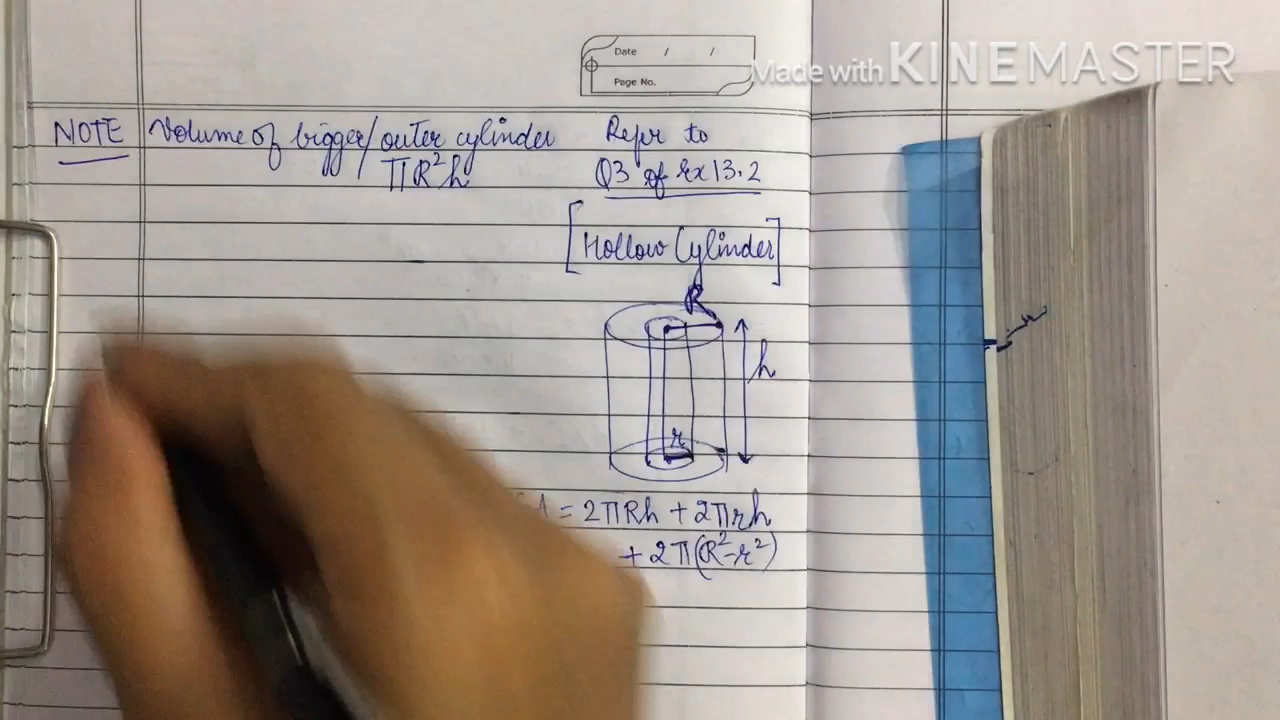 Date / /
Page No.
Made with KINEMASTER
NOTE Volume of bigger/outer cylinder
πR²h
Refer to
Q3 of Ex 13.2
[Hollow Cylinder]
R
h
r
A = 2πRh + 2πrh
+ 2π(R²-r²)